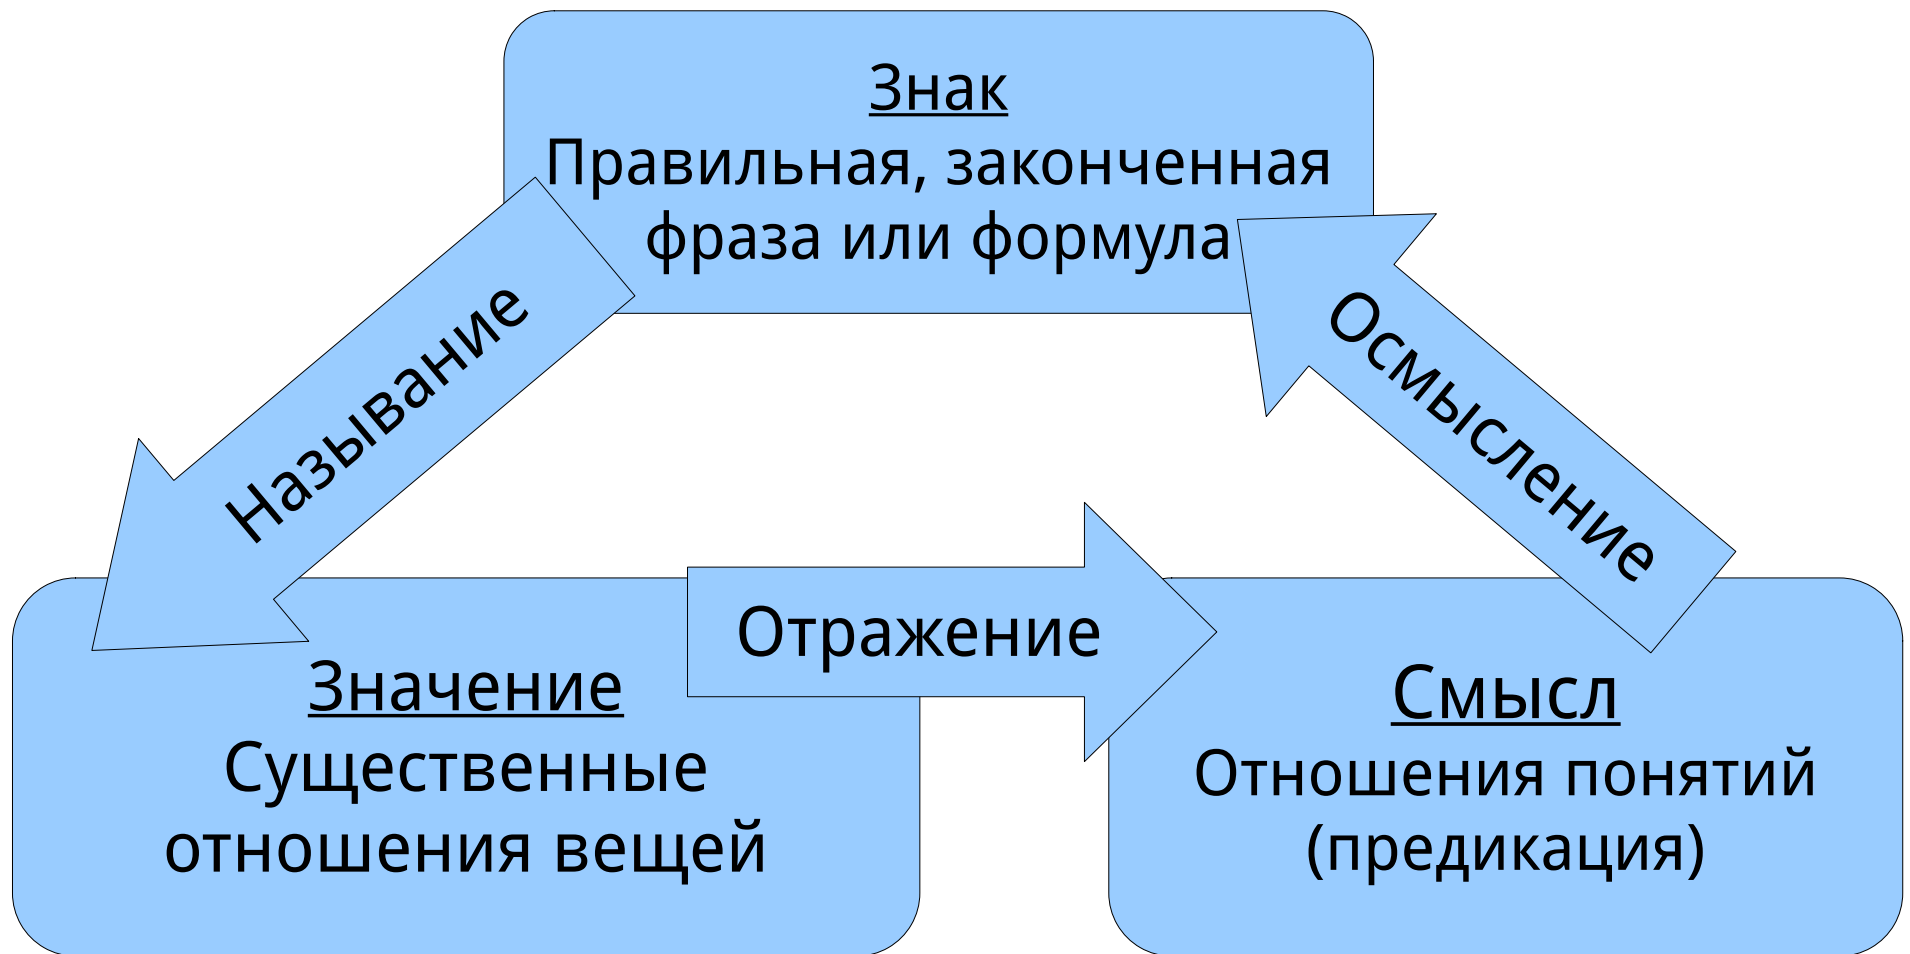 Знак
Правильная, законченная
фраза или формула
Называние
Осмысление
Отражение
Значение
Существенные
отношения вещей
Смысл
Отношения понятий
(предикация)